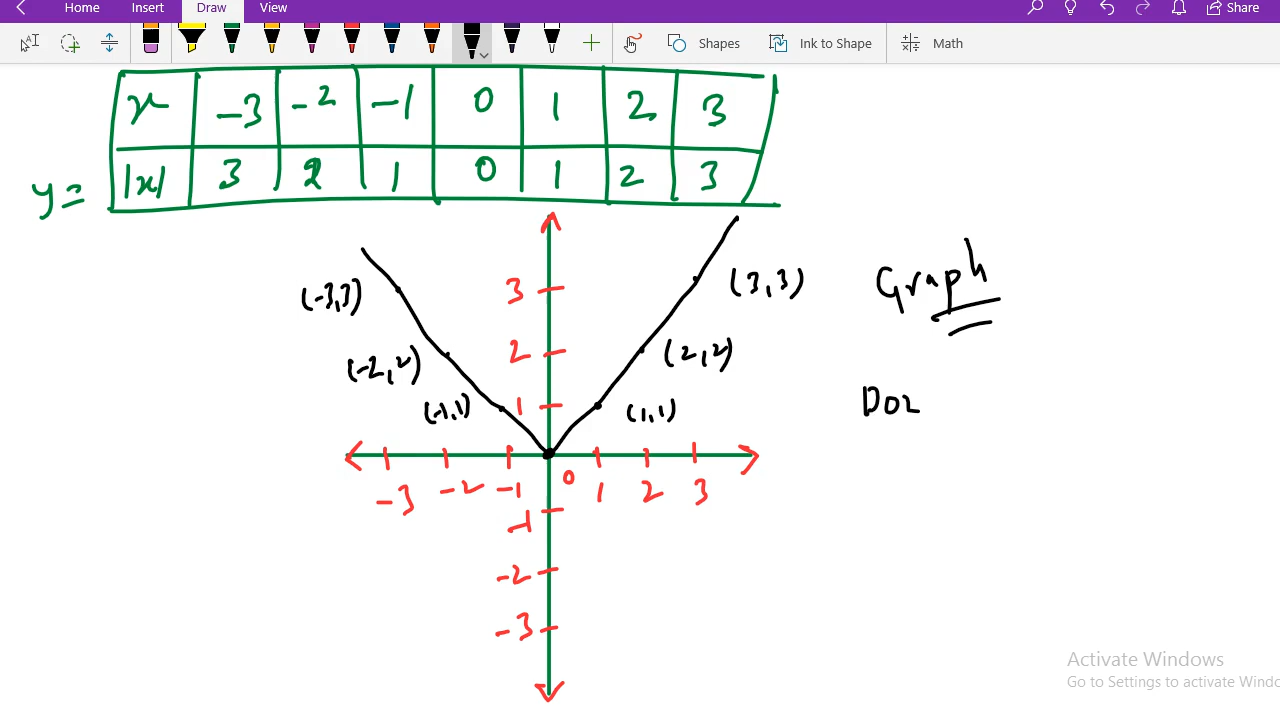 Home Insert Draw View Share
Shapes Ink to Shape Math
x -3 -2 -1 0 1 2 3
y= |x| 3 2 1 0 1 2 3
(-3,3) 3 (3,3) Graph
(-2,2) 2 (2,2)
(-1,1) 1 (1,1) Do
-3 -2 -1 0 1 2 3
-1
-2
-3
Activate Windows
Go to Settings to activate Windo